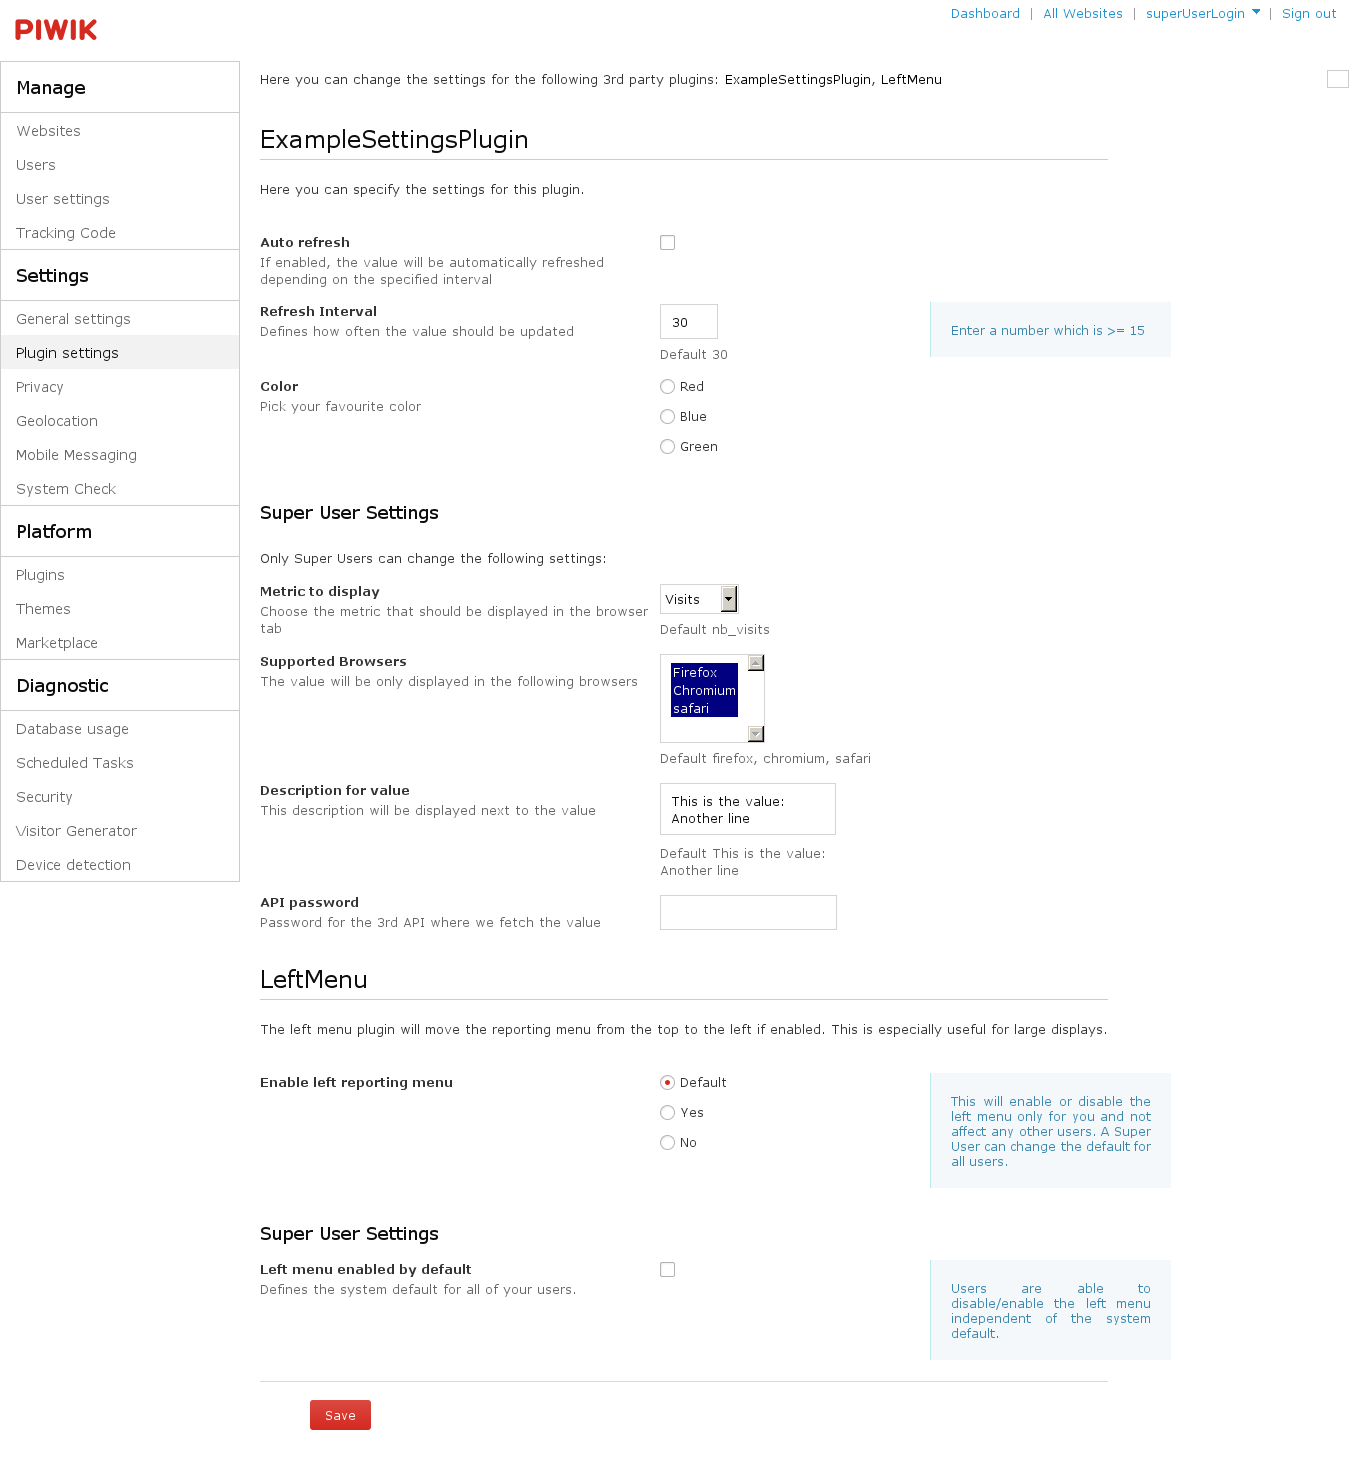 PIWIK
Dashboard | All Websites | superUserLogin | Sign out
Manage
Websites
Users
User settings
Tracking Code
Settings
General settings
Plugin settings
Privacy
Geolocation
Mobile Messaging
System Check
Platform
Plugins
Themes
Marketplace
Diagnostic
Database usage
Scheduled Tasks
Security
Visitor Generator
Device detection
Here you can change the settings for the following 3rd party plugins: ExampleSettingsPlugin, LeftMenu
ExampleSettingsPlugin
Here you can specify the settings for this plugin.
Auto refresh
If enabled, the value will be automatically refreshed
depending on the specified interval
Refresh Interval
Defines how often the value should be updated
30
Default 30
Enter a number which is >= 15
Color
Pick your favourite color
Red
Blue
Green
Super User Settings
Only Super Users can change the following settings:
Metric to display
Choose the metric that should be displayed in the browser
tab
Visits
Default nb_visits
Supported Browsers
The value will be only displayed in the following browsers
Firefox
Chromium
safari
Default firefox, chromium, safari
Description for value
This description will be displayed next to the value
This is the value:
Another line
Default This is the value:
Another line
API password
Password for the 3rd API where we fetch the value
LeftMenu
The left menu plugin will move the reporting menu from the top to the left if enabled. This is especially useful for large displays.
Enable left reporting menu
Default
Yes
No
This will enable or disable the
left menu only for you and not
affect any other users. A Super
User can change the default for
all users.
Super User Settings
Left menu enabled by default
Defines the system default for all of your users.
Users are able to
disable/enable the left menu
independent of the system
default.
Save